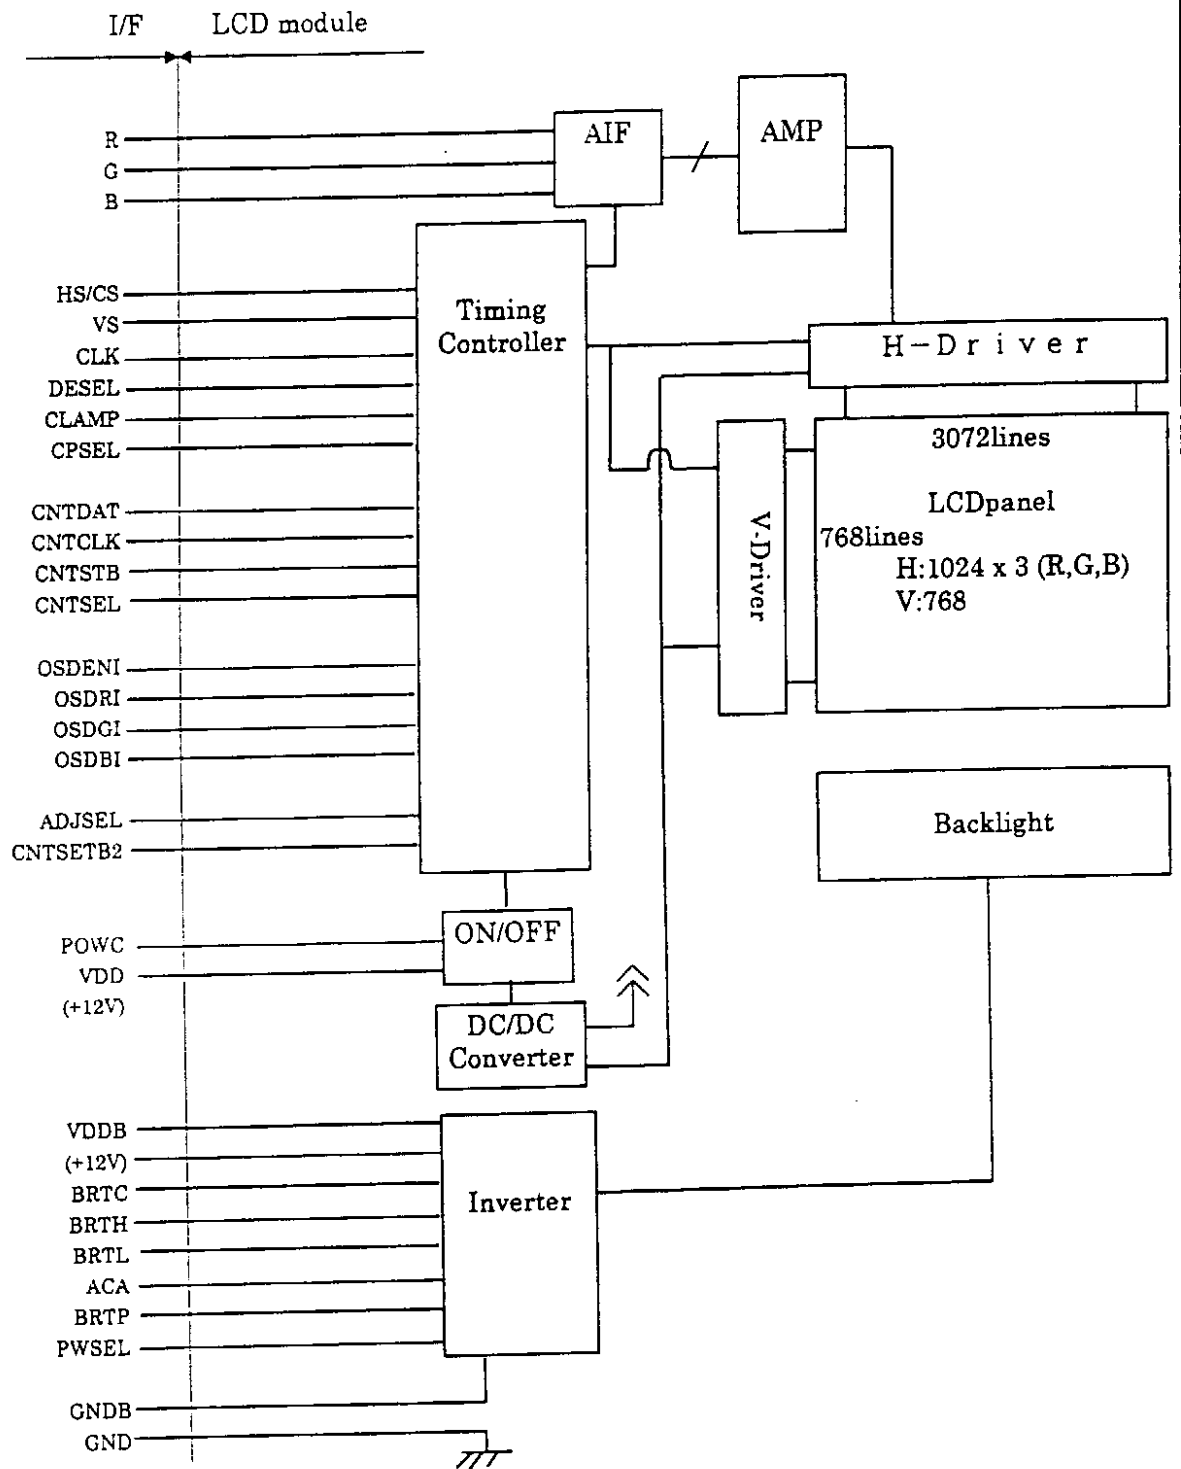 I/F LCD module
R
G
B
AIF
AMP
HS/CS
VS
CLK
DESEL
CLAMP
CPSEL
CNTDAT
CNTCLK
CNTSTB
CNTSEL
OSDENI
OSDRI
OSDGI
OSDBI
ADJSEL
CNTSETB2
Timing
Controller
H-Driver
V-Driver
3072lines
LCDpanel
768lines
H:1024 x 3 (R,G,B)
V:768
Backlight
POWC
VDD
(+12V)
ON/OFF
DC/DC
Converter
VDDB
(+12V)
BRTC
BRTH
BRTL
ACA
BRTP
PWSEL
Inverter
GNDB
GND